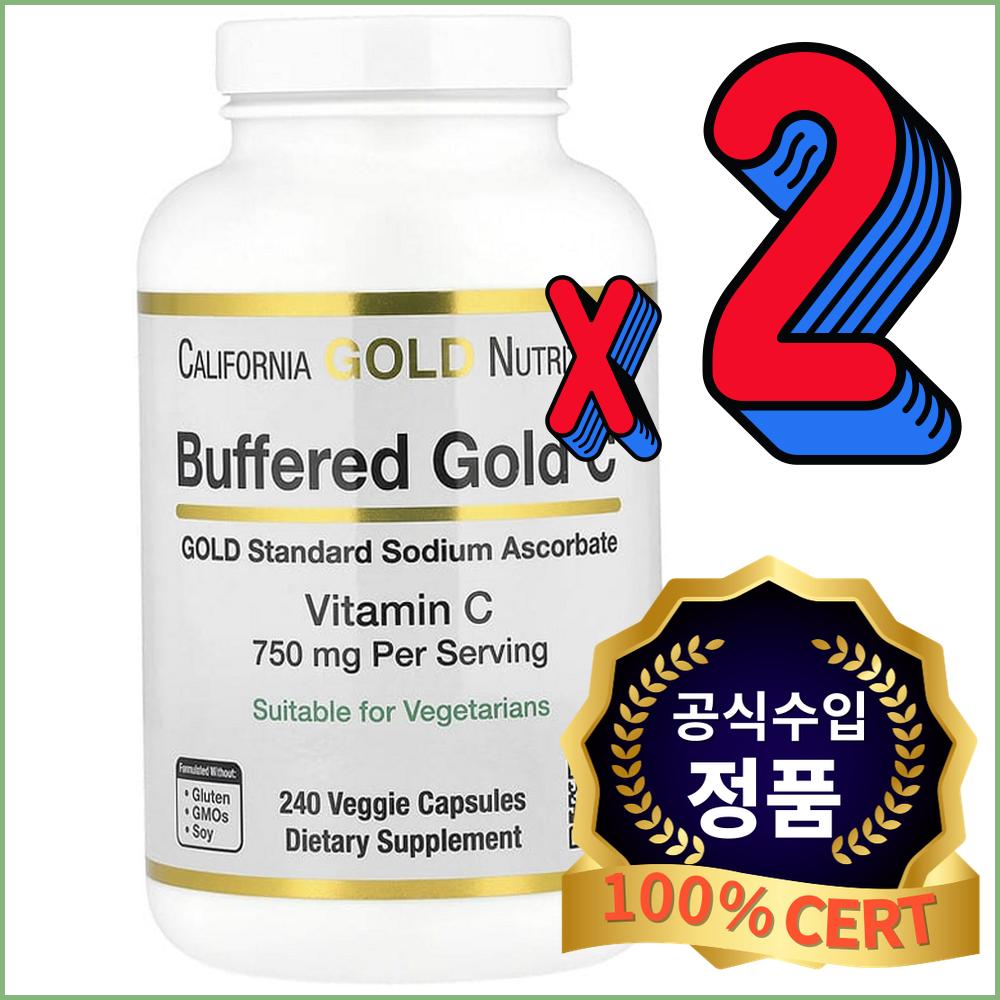 CALIFORNIA GOLD NUTRI
x2
Buffered Gold C
GOLD Standard Sodium Ascorbate
Vitamin C
750 mg Per Serving
Suitable for Vegetarians
Formulated Without:
• Gluten
• GMOs
• Soy
240 Veggie Capsules
Dietary Supplement
공식수입
정품
100% CERT